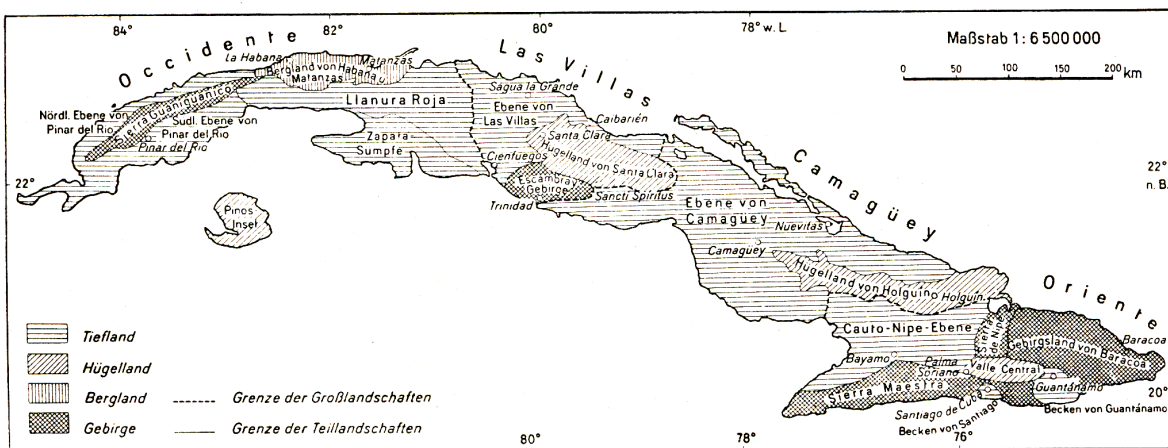 84°
82°
80°
78° w. L.
Maßstab 1: 6 500 000
0 50 100 150 200 km
Occidente
Las Villas
Camagüey
Oriente
La Habana
Matanzas
Bergland von Habana u.
Matanzas
Llanura Roja
Nördl. Ebene von
Pinar del Rio
Sierra Guaniguanico
Südl. Ebene von
Pinar del Rio
Pinar del Rio
Zapara
Sümpfe
Sagua la Grande
Ebene von
Las Villas
Caibarién
Santa Clara
Hügelland von Santa Clara
Cienfuegos
Escambray
Gebirge
Trinidad
Sancti Spiritus
22°
22°
n. B.
Pinos
Insel
Ebene von
Camagüey
Nuevitas
Camagüey
Hügelland von Holguin
Holguin
Cauto-Nipe-Ebene
Sierra
de Nipe
Gebirgsland von Baracoa
Baracoa
Bayamo
Palma
Soriano
Valle Central
Sierra Maestra
Guantánamo
20°
Santiago de Cuba
Becken von Santiago
Becken von Guantánamo
Tiefland
Hügelland
Bergland
Gebirge
Grenze der Großlandschaften
Grenze der Teillandschaften
80°
78°
76°